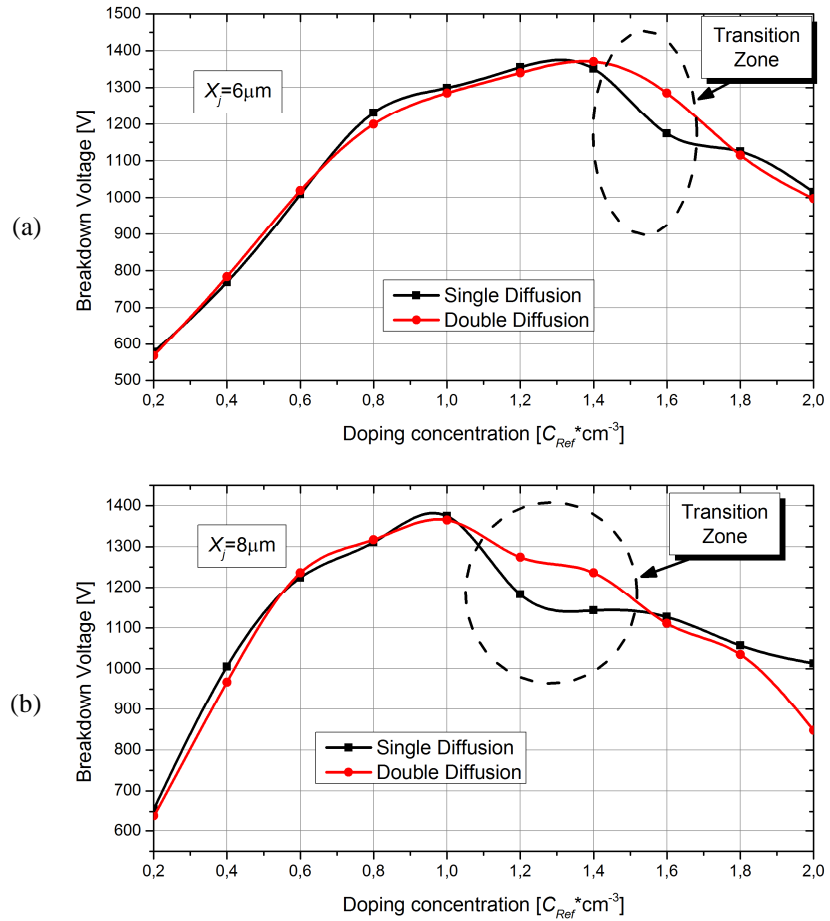 (a)
Breakdown Voltage [V]
1500
1400
1300
1200
1100
1000
900
800
700
600
500
X_j=6μm
Transition
Zone
Single Diffusion
Double Diffusion
0,2 0,4 0,6 0,8 1,0 1,2 1,4 1,6 1,8 2,0
Doping concentration [C_Ref*cm⁻³]
(b)
Breakdown Voltage [V]
1400
1300
1200
1100
1000
900
800
700
600
X_j=8μm
Transition
Zone
Single Diffusion
Double Diffusion
0,2 0,4 0,6 0,8 1,0 1,2 1,4 1,6 1,8 2,0
Doping concentration [C_Ref*cm⁻³]